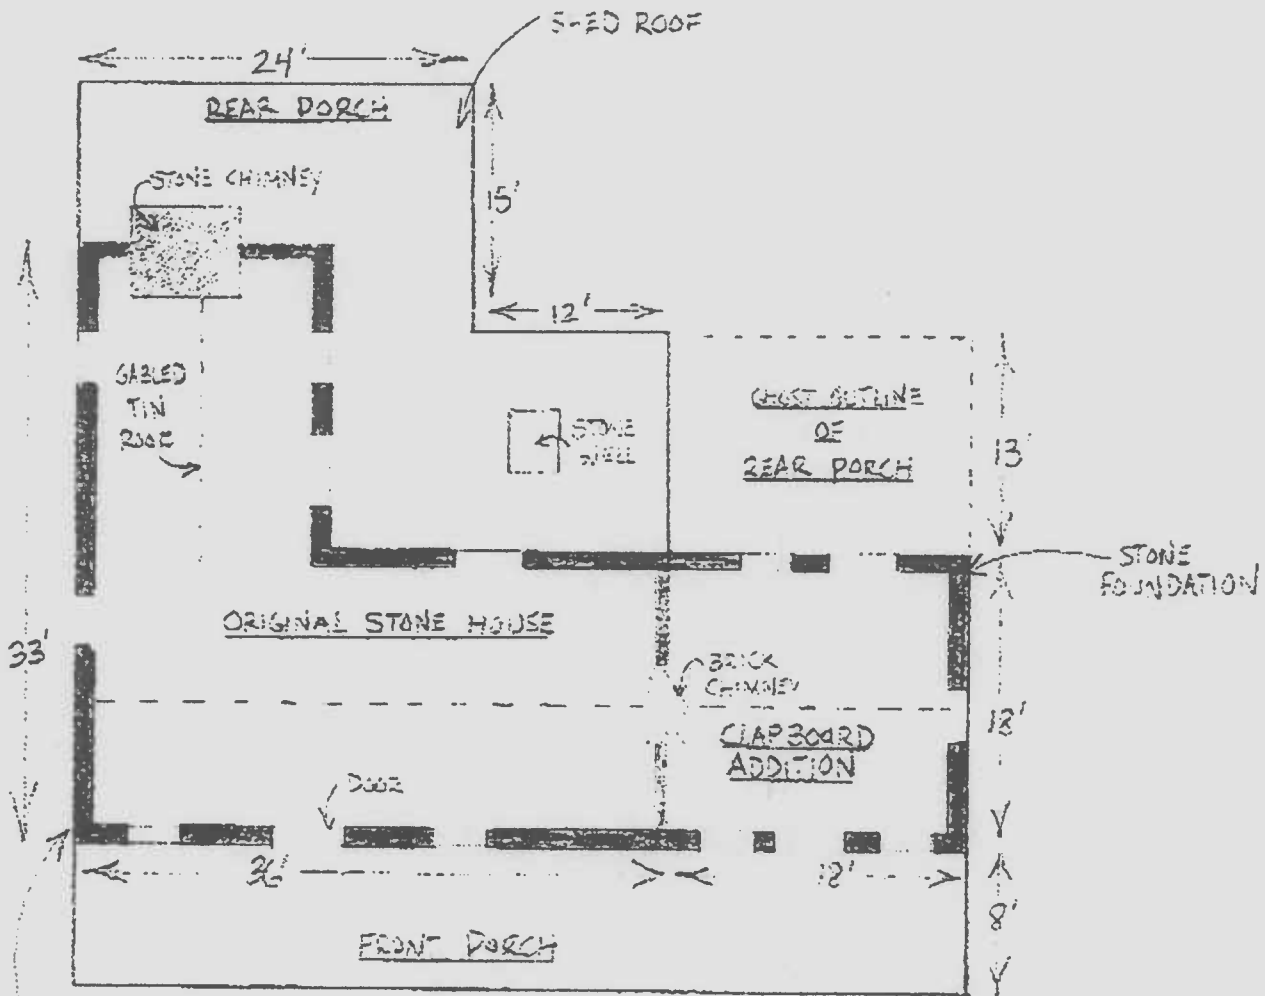 SHED ROOF
24'
REAR PORCH
STONE CHIMNEY
15'
12'
GABLED
TIN
ROOF
STONE
WELL
GHOST OUTLINE
OF
REAR PORCH
13'
STONE
FOUNDATION
ORIGINAL STONE HOUSE
33'
BRICK
CHIMNEY
18'
CLAPBOARD
ADDITION
DOOR
36'
18'
8'
FRONT PORCH